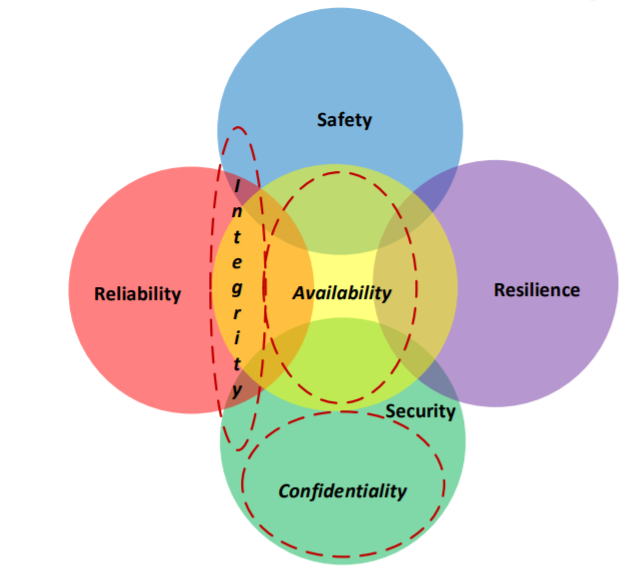 Safety
Integrity
Reliability
Availability
Resilience
Security
Confidentiality